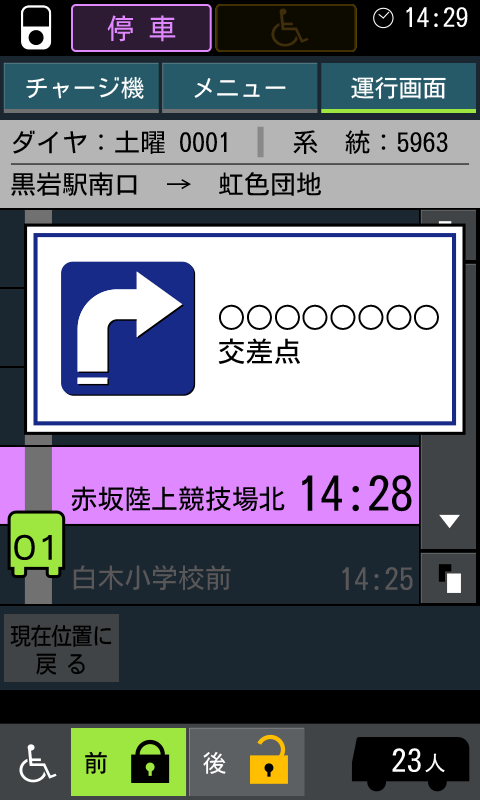 停車
14:29
チャージ機 メニュー 運行画面
ダイヤ：土曜 0001 系 統：5963
黒岩駅南口 → 虹色団地
○○○○○○○○
交差点
赤坂陸上競技場北 14:28
01
白木小学校前 14:25
現在位置に
戻る
前 後 23人